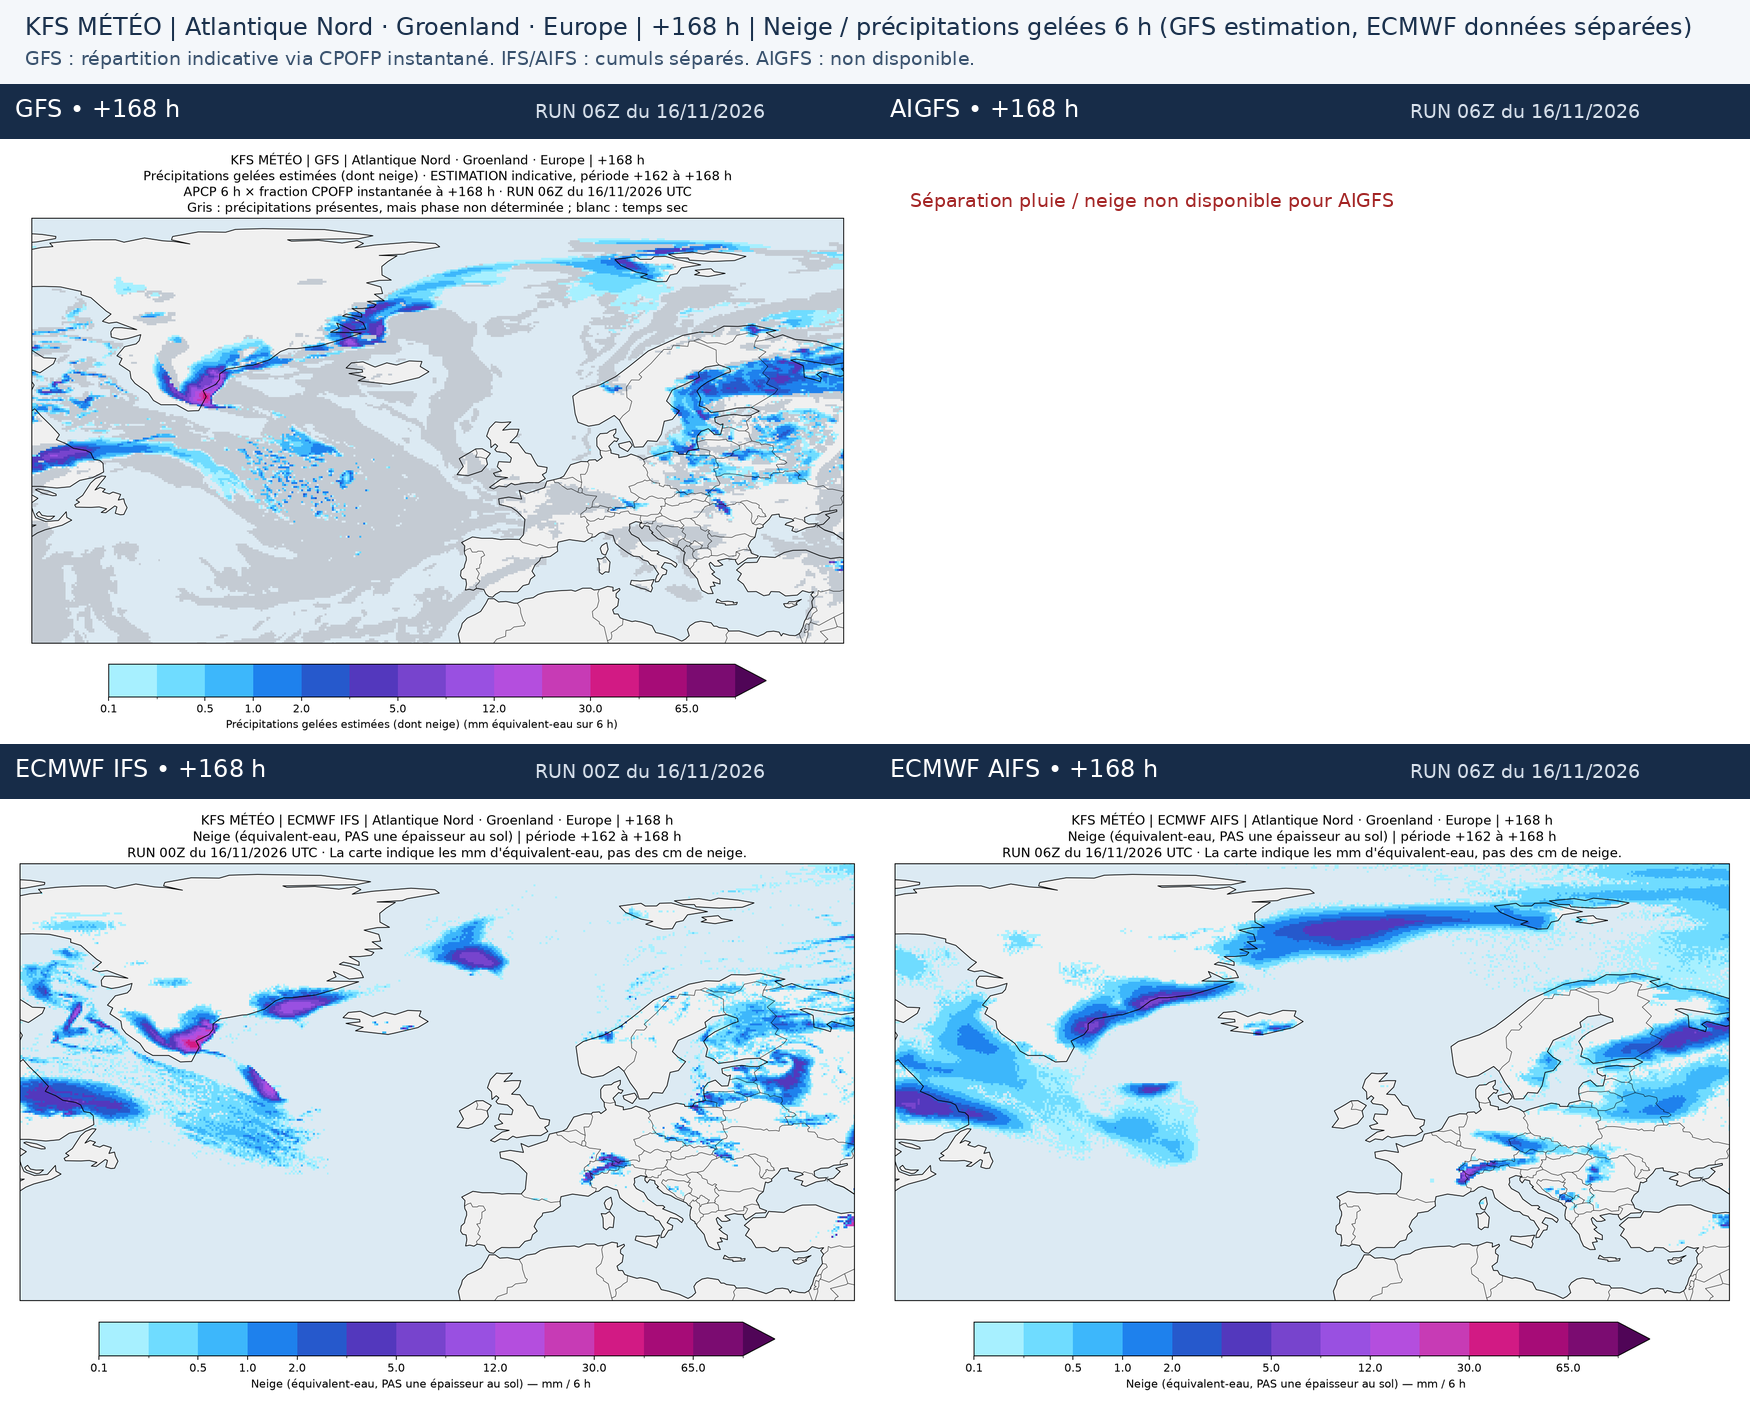 KFS MÉTÉO | Atlantique Nord · Groenland · Europe | +168 h | Neige / précipitations gelées 6 h (GFS estimation, ECMWF données séparées)
GFS : répartition indicative via CPOFP instantané. IFS/AIFS : cumuls séparés. AIGFS : non disponible.
GFS • +168 h
RUN 06Z du 16/11/2026
AIGFS • +168 h
RUN 06Z du 16/11/2026
KFS MÉTÉO | GFS | Atlantique Nord · Groenland · Europe | +168 h
Précipitations gelées estimées (dont neige) · ESTIMATION indicative, période +162 à +168 h
APCP 6 h × fraction CPOFP instantanée à +168 h · RUN 06Z du 16/11/2026 UTC
Gris : précipitations présentes, mais phase non déterminée ; blanc : temps sec
Séparation pluie / neige non disponible pour AIGFS
0.1 0.5 1.0 2.0 5.0 12.0 30.0 65.0
Précipitations gelées estimées (dont neige) (mm équivalent-eau sur 6 h)
ECMWF IFS • +168 h
RUN 00Z du 16/11/2026
ECMWF AIFS • +168 h
RUN 06Z du 16/11/2026
KFS MÉTÉO | ECMWF IFS | Atlantique Nord · Groenland · Europe | +168 h
Neige (équivalent-eau, PAS une épaisseur au sol) | période +162 à +168 h
RUN 00Z du 16/11/2026 UTC · La carte indique les mm d'équivalent-eau, pas des cm de neige.
0.1 0.5 1.0 2.0 5.0 12.0 30.0 65.0
Neige (équivalent-eau, PAS une épaisseur au sol) — mm / 6 h
KFS MÉTÉO | ECMWF AIFS | Atlantique Nord · Groenland · Europe | +168 h
Neige (équivalent-eau, PAS une épaisseur au sol) | période +162 à +168 h
RUN 06Z du 16/11/2026 UTC · La carte indique les mm d'équivalent-eau, pas des cm de neige.
0.1 0.5 1.0 2.0 5.0 12.0 30.0 65.0
Neige (équivalent-eau, PAS une épaisseur au sol) — mm / 6 h